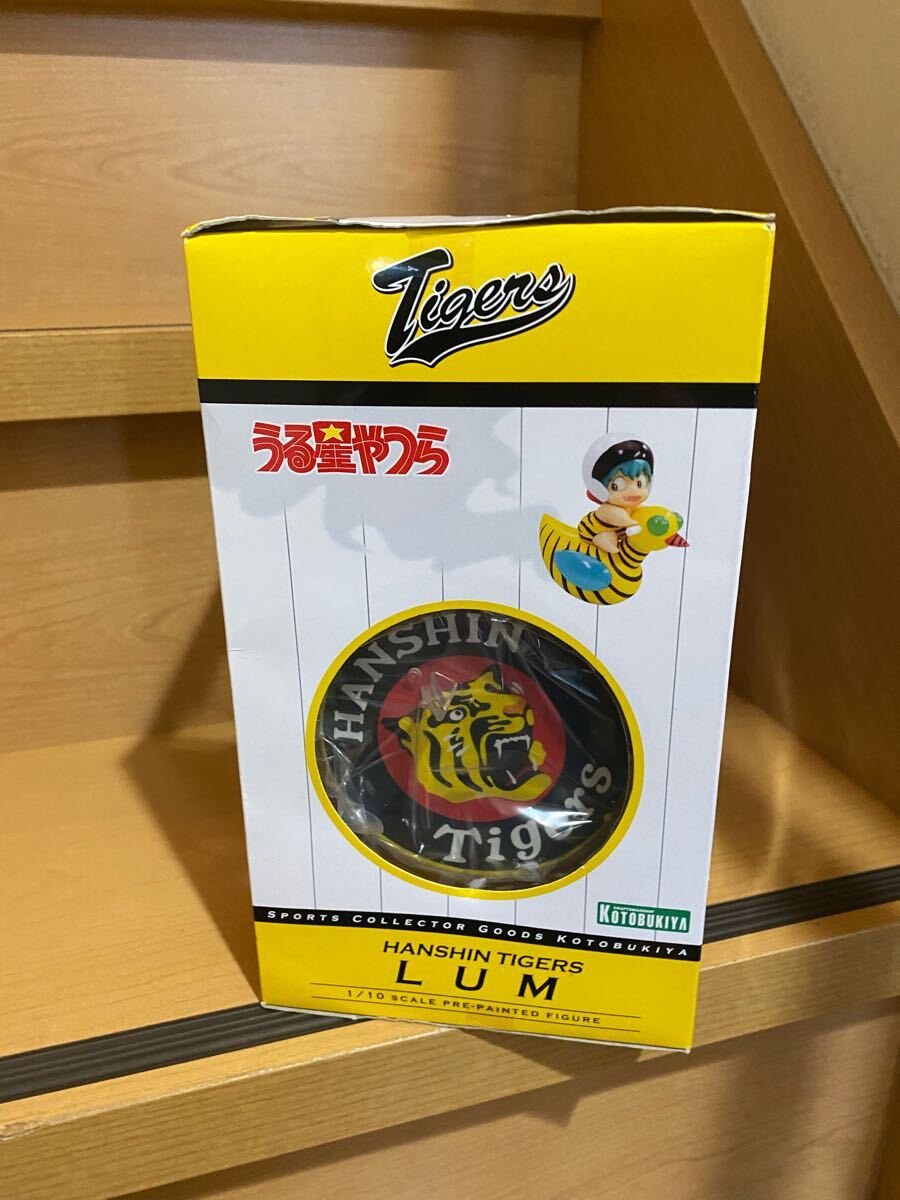 Tigers
うる星やつら
HANSHIN
Tigers
CRAFTSMANSHIP
KOTOBUKIYA
SPORTS COLLECTOR GOODS KOTOBUKIYA
HANSHIN TIGERS
LUM
1/10 SCALE PRE-PAINTED FIGURE